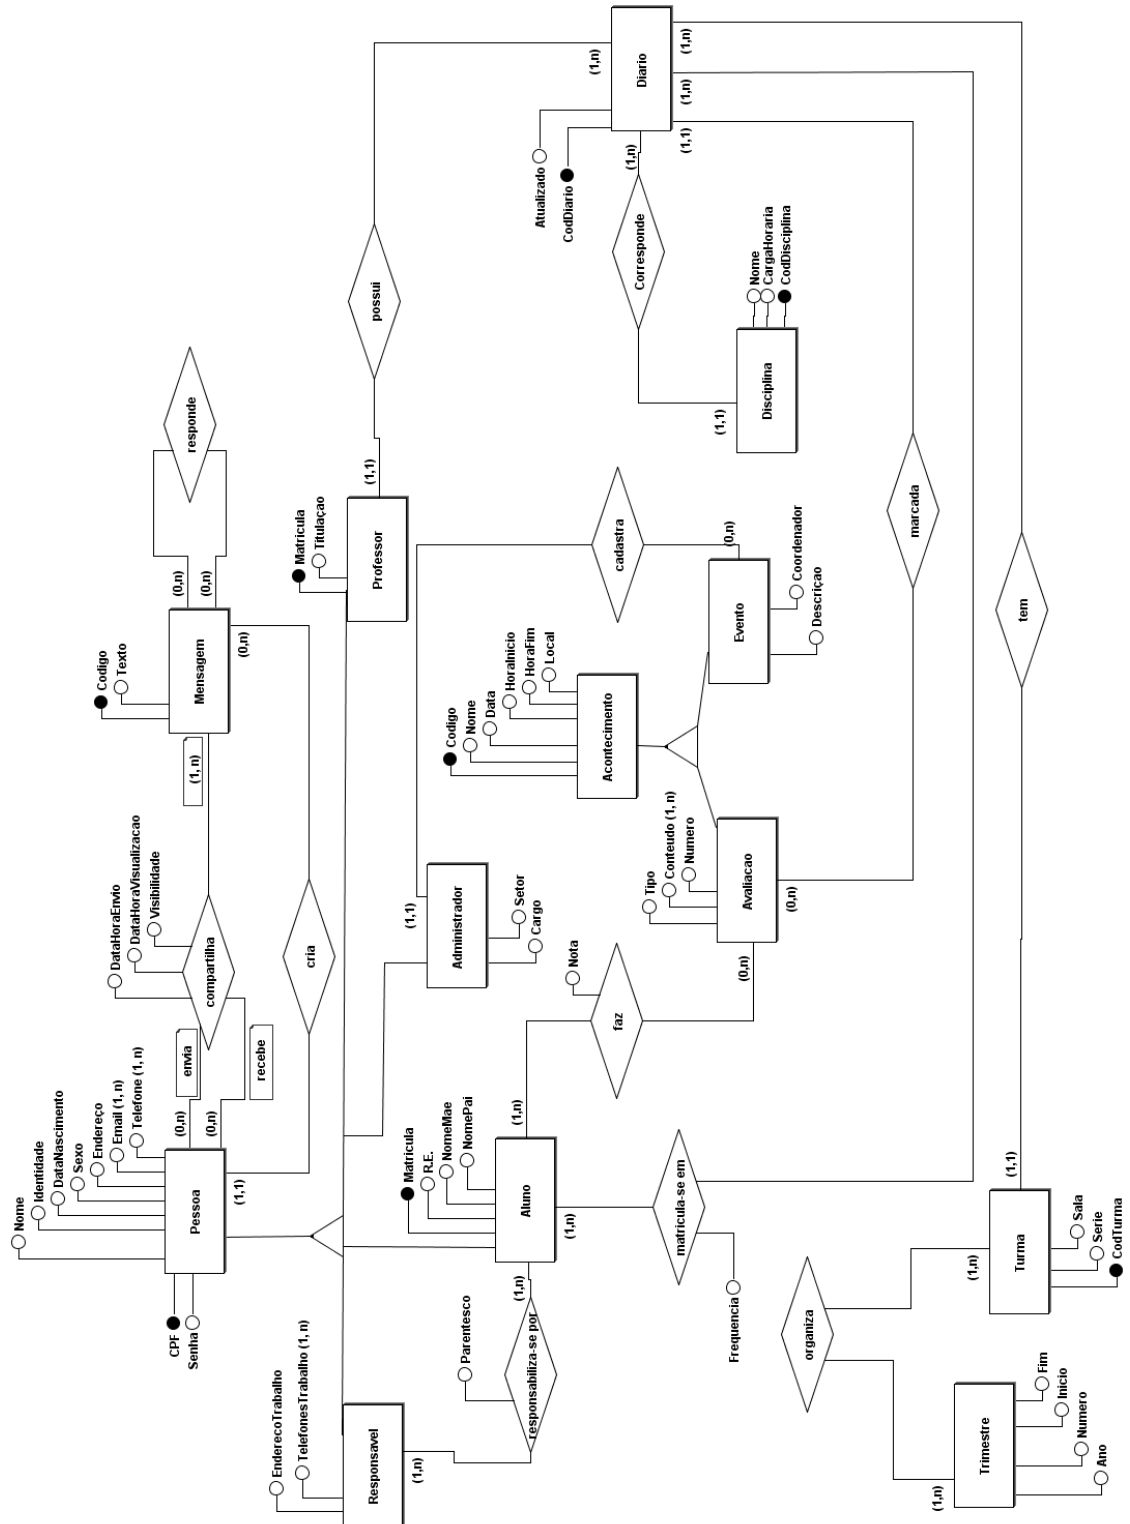 Nome
Identidade
DataNascimento
Sexo
Endereço
Email (1, n)
Telefone (1, n)
CPF
Senha
Pessoa
(0,n)
(0,n)
(1,1)
envia
recebe
DataHoraEnvio
DataHoraVisualizacao
Visibilidade
compartilha
(1, n)
Codigo
Texto
Mensagem
(0,n)
(0,n)
(0,n)
responde
cria
EnderecoTrabalho
TelefonesTrabalho (1, n)
Responsavel
(1,n)
Parentesco
responsabiliza-se por
(1,n)
Matricula
R.E.
NomeMae
NomePai
Aluno
(1,n)
(1,n)
Nota
faz
(0,n)
Administrador
(1,1)
Setor
Cargo
Matricula
Titulaçao
Professor
(1,1)
possui
(1,n)
Atualizado
CodDiario
Diario
(1,n)
(1,n)
(1,n)
(1,1)
Corresponde
Nome
CargaHoraria
CodDisciplina
Disciplina
(1,1)
cadastra
(0,n)
Codigo
Nome
Data
HoraInicio
HoraFim
Local
Acontecimento
Evento
Coordenador
Descriçao
Tipo
Conteudo (1, n)
Numero
Avaliacao
(0,n)
marcada
matricula-se em
Frequencia
tem
(1,1)
Turma
(1,n)
Sala
Serie
CodTurma
organiza
(1,n)
Trimestre
Fim
Inicio
Numero
Ano